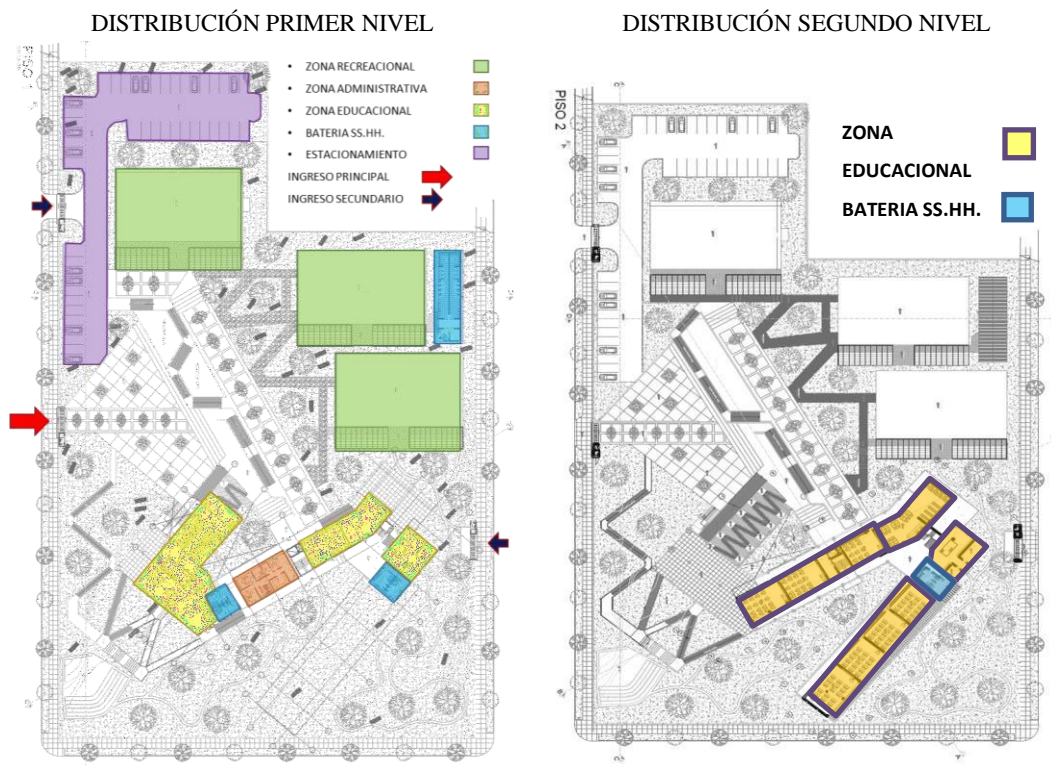 DISTRIBUCIÓN PRIMER NIVEL
• ZONA RECREACIONAL
• ZONA ADMINISTRATIVA
• ZONA EDUCACIONAL
• BATERIA SS.HH.
• ESTACIONAMIENTO
INGRESO PRINCIPAL
INGRESO SECUNDARIO
DISTRIBUCIÓN SEGUNDO NIVEL
PISO 2
ZONA
EDUCACIONAL
BATERIA SS.HH.